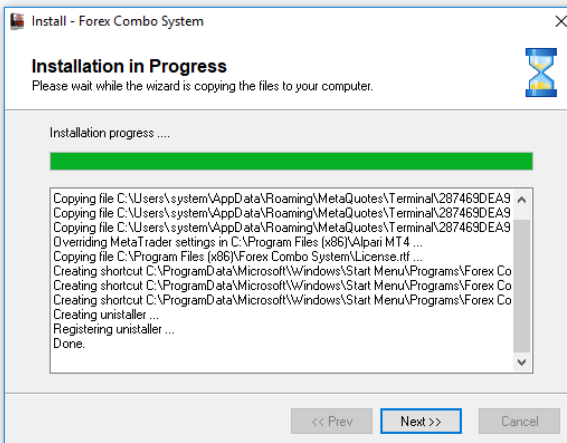 Install - Forex Combo System
Installation in Progress
Please wait while the wizard is copying the files to your computer.
Installation progress ....
Copying file C:\Users\system\AppData\Roaming\MetaQuotes\Terminal\287469DEA9
Copying file C:\Users\system\AppData\Roaming\MetaQuotes\Terminal\287469DEA9
Copying file C:\Users\system\AppData\Roaming\MetaQuotes\Terminal\287469DEA9
Overriding MetaTrader settings in C:\Program Files (x86)\Alpari MT4 ...
Copying file C:\Program Files (x86)\Forex Combo System\License.rtf ...
Creating shortcut C:\ProgramData\Microsoft\Windows\Start Menu\Programs\Forex Co
Creating shortcut C:\ProgramData\Microsoft\Windows\Start Menu\Programs\Forex Co
Creating shortcut C:\ProgramData\Microsoft\Windows\Start Menu\Programs\Forex Co
Creating unistaller ...
Registering unistaller ...
Done.
<< Prev Next >> Cancel